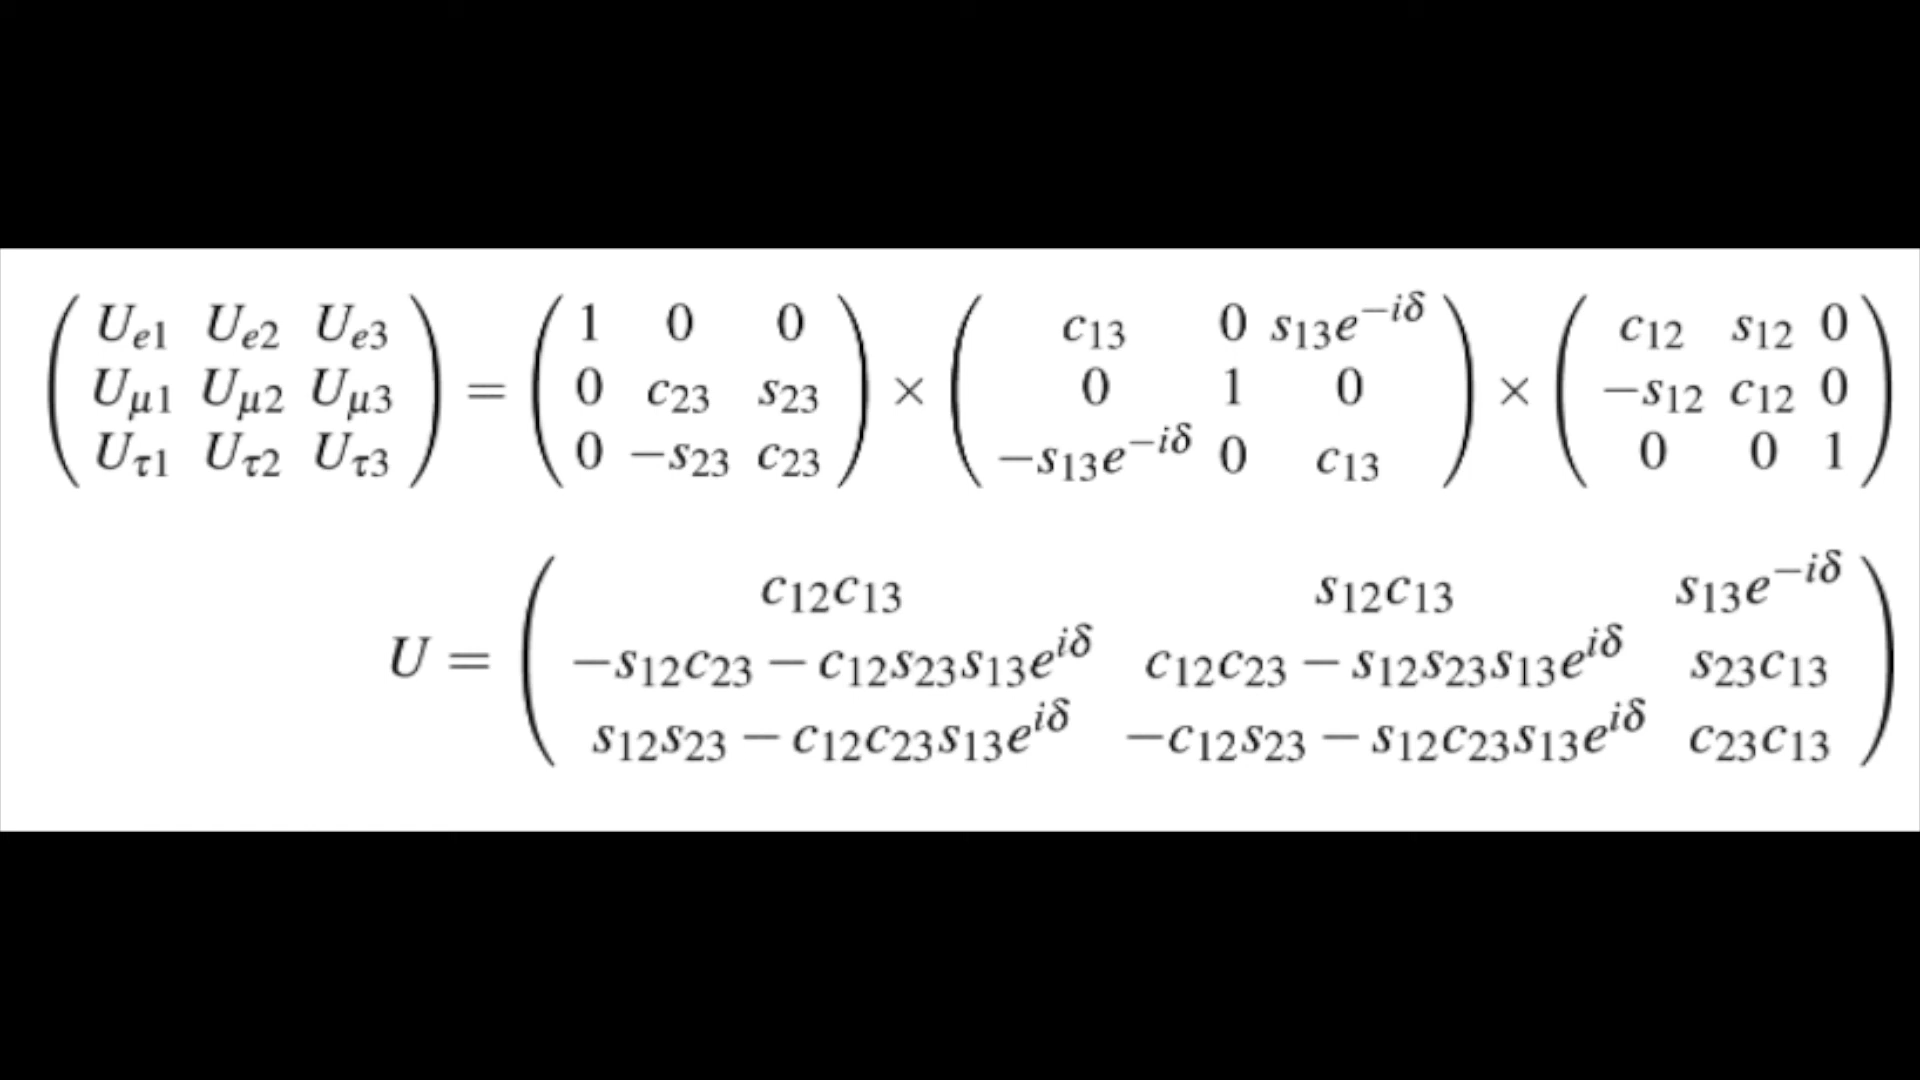 ( U_{e1} U_{e2} U_{e3} ; U_{μ1} U_{μ2} U_{μ3} ; U_{τ1} U_{τ2} U_{τ3} ) = ( 1 0 0 ; 0 c_{23} s_{23} ; 0 −s_{23} c_{23} ) × ( c_{13} 0 s_{13}e^{−iδ} ; 0 1 0 ; −s_{13}e^{−iδ} 0 c_{13} ) × ( c_{12} s_{12} 0 ; −s_{12} c_{12} 0 ; 0 0 1 )
U = ( c_{12}c_{13} s_{12}c_{13} s_{13}e^{−iδ} ; −s_{12}c_{23} − c_{12}s_{23}s_{13}e^{iδ} c_{12}c_{23} − s_{12}s_{23}s_{13}e^{iδ} s_{23}c_{13} ; s_{12}s_{23} − c_{12}c_{23}s_{13}e^{iδ} −c_{12}s_{23} − s_{12}c_{23}s_{13}e^{iδ} c_{23}c_{13} )